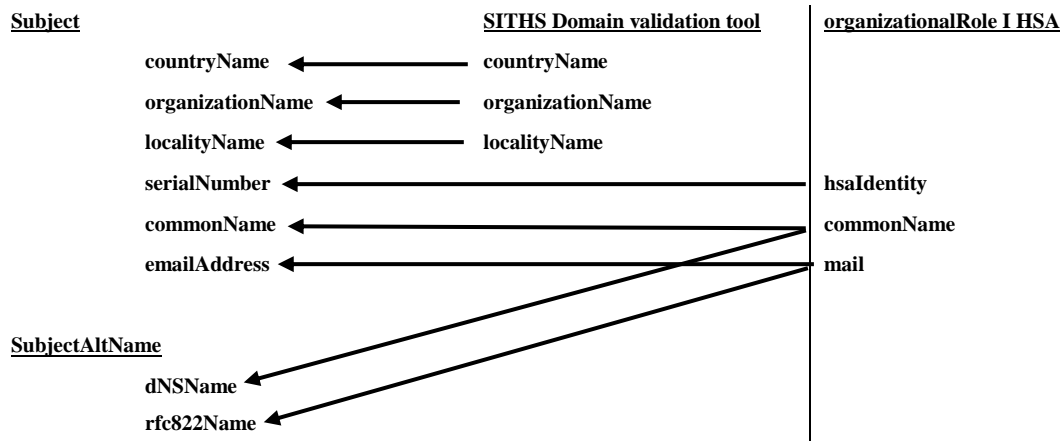 Subject SITHS Domain validation tool organizationalRole I HSA
countryName countryName
organizationName organizationName
localityName localityName
serialNumber hsaIdentity
commonName commonName
emailAddress mail
SubjectAltName
dNSName
rfc822Name